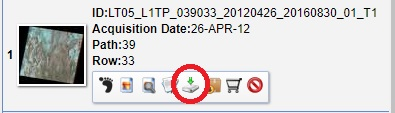 ID:LT05_L1TP_039033_20120426_20160830_01_T1
Acquisition Date:26-APR-12
1
Path:39
Row:33